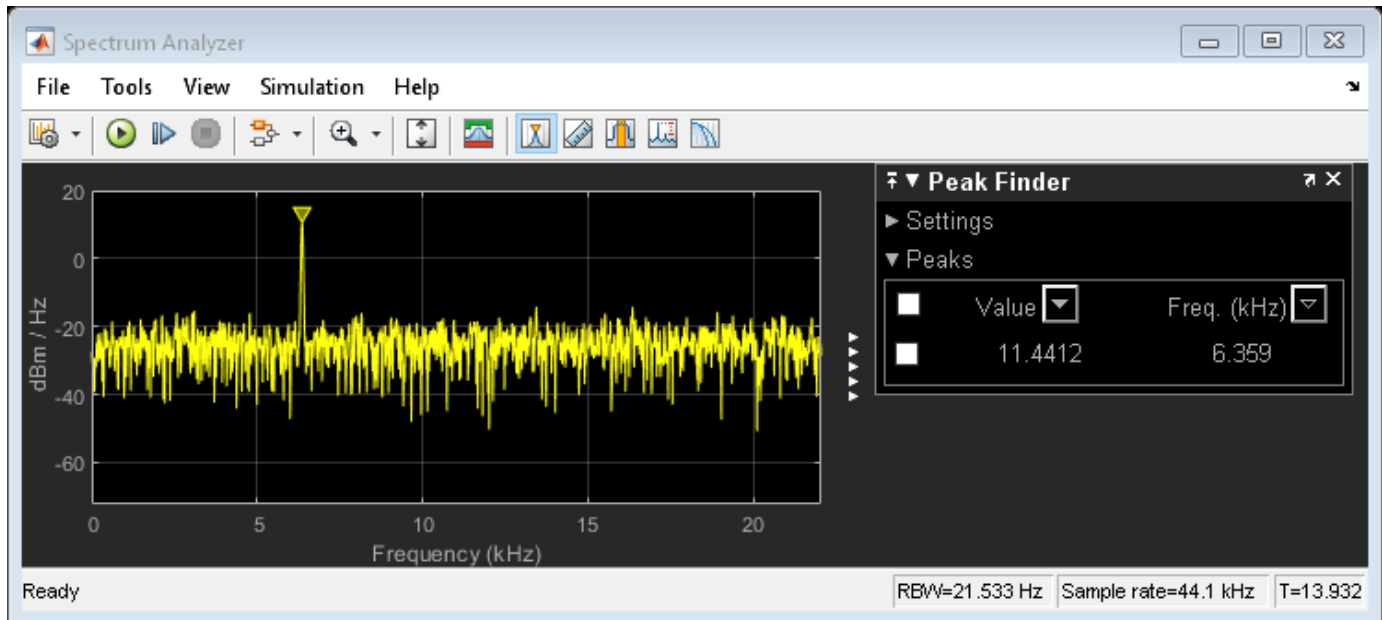 Spectrum Analyzer
File Tools View Simulation Help
20
0
-20
-40
-60
dBm / Hz
0 5 10 15 20
Frequency (kHz)
Peak Finder
Settings
Peaks
Value Freq. (kHz)
11.4412 6.359
Ready RBW=21.533 Hz Sample rate=44.1 kHz T=13.932